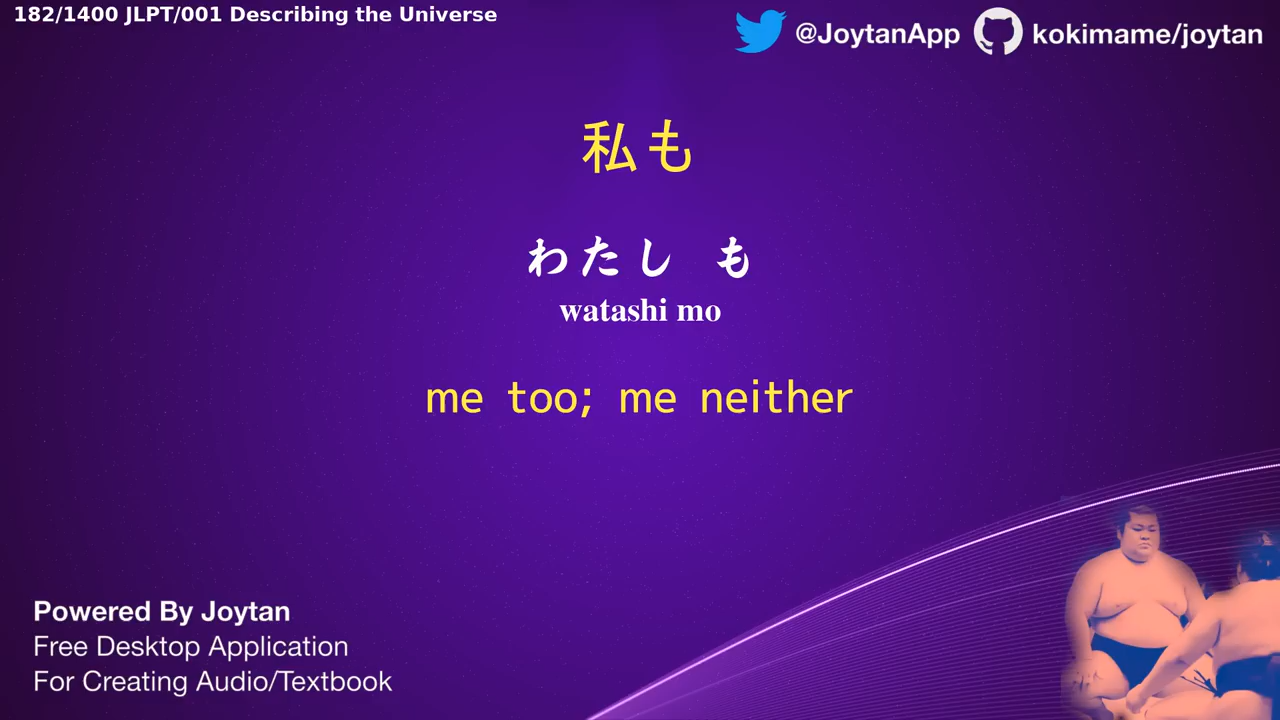 182/1400 JLPT/001 Describing the Universe
@JoytanApp kokimame/joytan
私も
わたし も
watashi mo
me too; me neither
Powered By Joytan
Free Desktop Application
For Creating Audio/Textbook